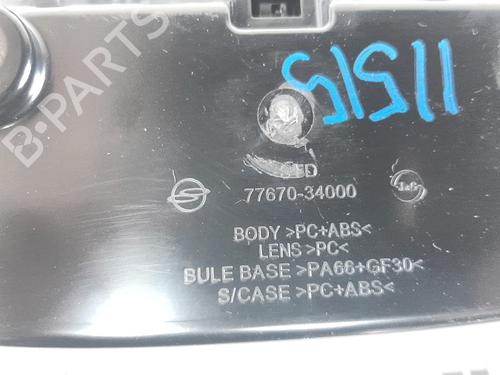 B-PARTS
11515
77670-34000
BODY >PC+ABS<
LENS >PC<
BULE BASE >PA66+GF30<
S/CASE >PC+ABS<